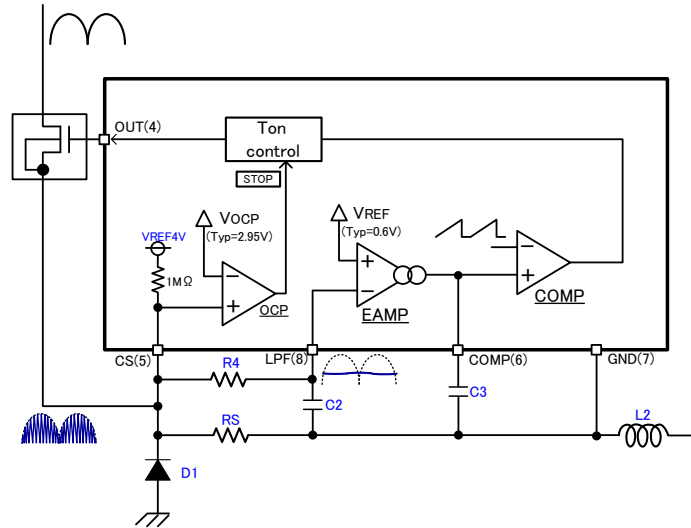 OUT(4)
Ton
control
STOP
VOCP
(Typ=2.95V)
VREF
(Typ=0.6V)
VREF4V
1MΩ
OCP
EAMP
COMP
CS(5)
R4
LPF(8)
COMP(6)
GND(7)
C2
C3
L2
RS
D1